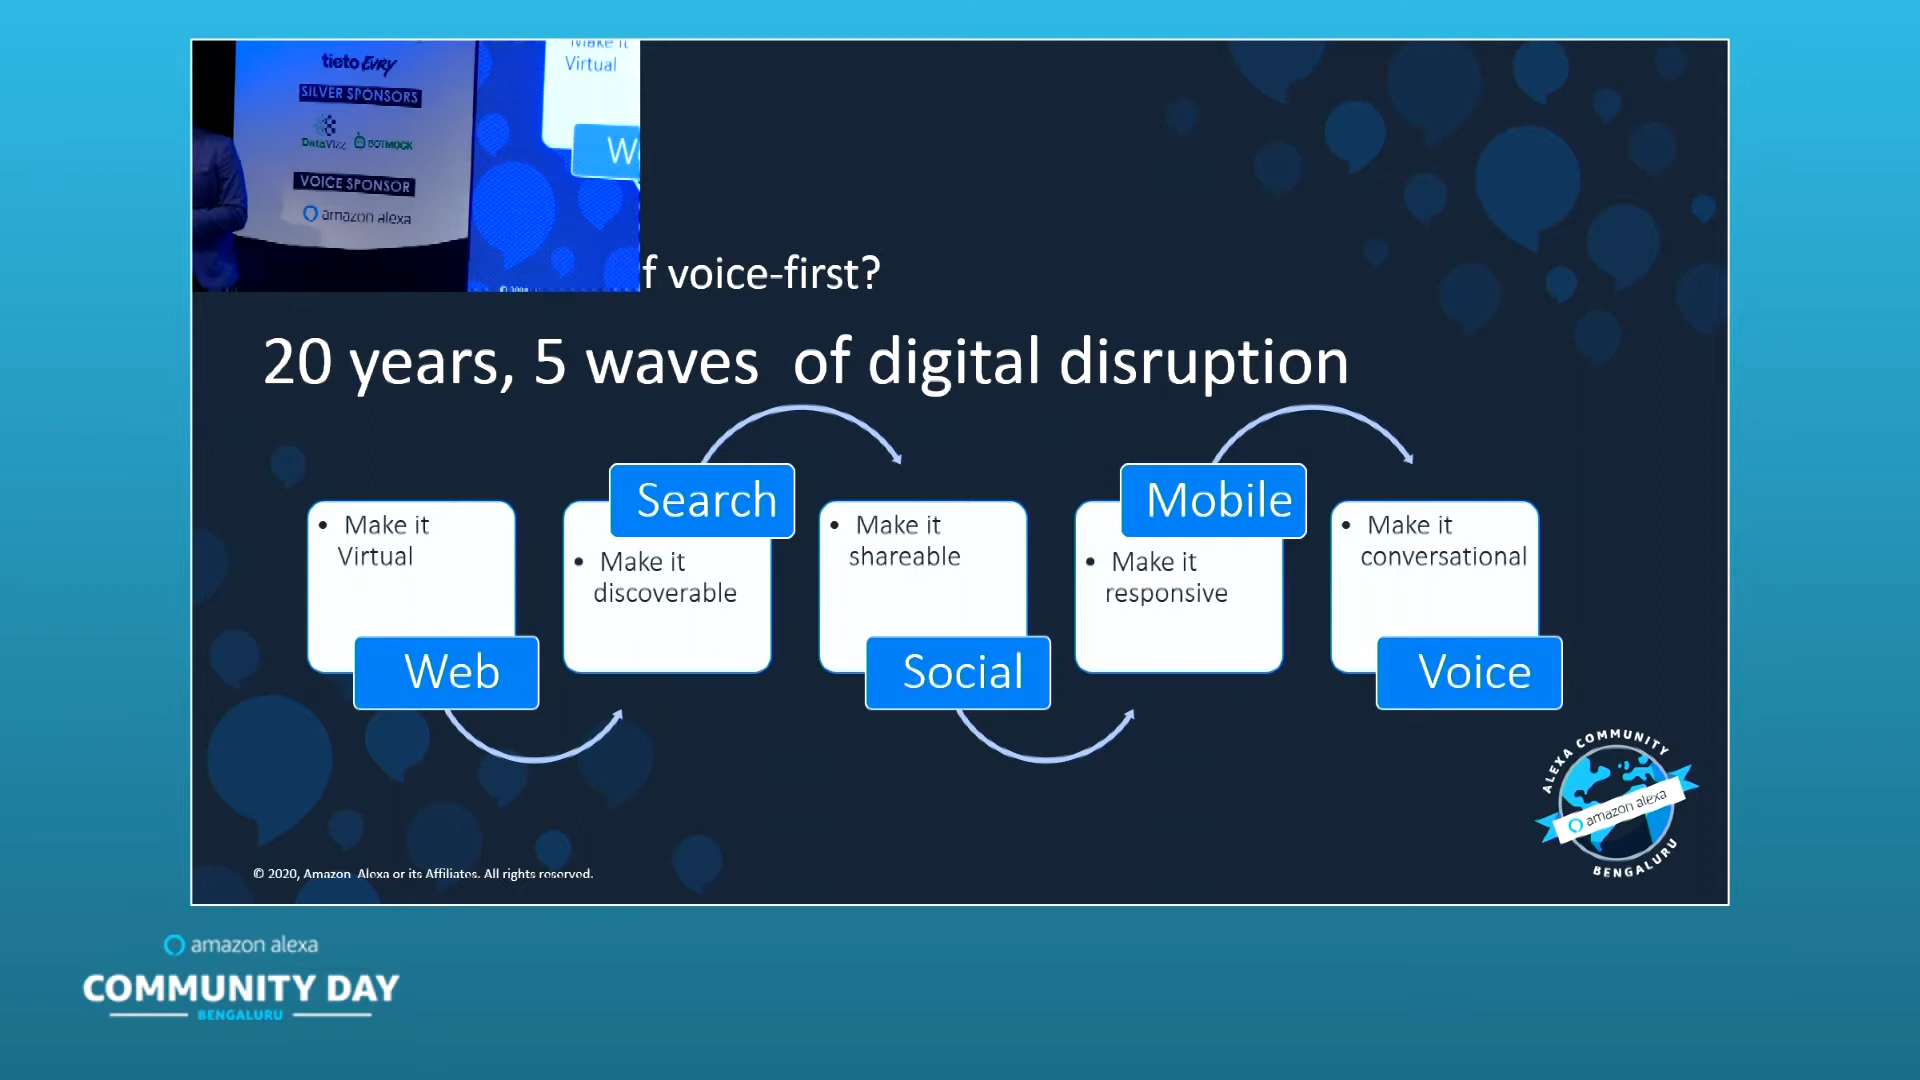 tieto Evry
SILVER SPONSORS
DataVizz BOTMOCK
VOICE SPONSOR
amazon alexa
Make it
Virtual
f voice-first?
20 years, 5 waves of digital disruption
• Make it
Virtual
Web
Search
• Make it
discoverable
• Make it
shareable
Social
Mobile
• Make it
responsive
• Make it
conversational
Voice
ALEXA COMMUNITY
amazon alexa
BENGALURU
© 2020, Amazon Alexa or its Affiliates. All rights reserved.
amazon alexa
COMMUNITY DAY
BENGALURU